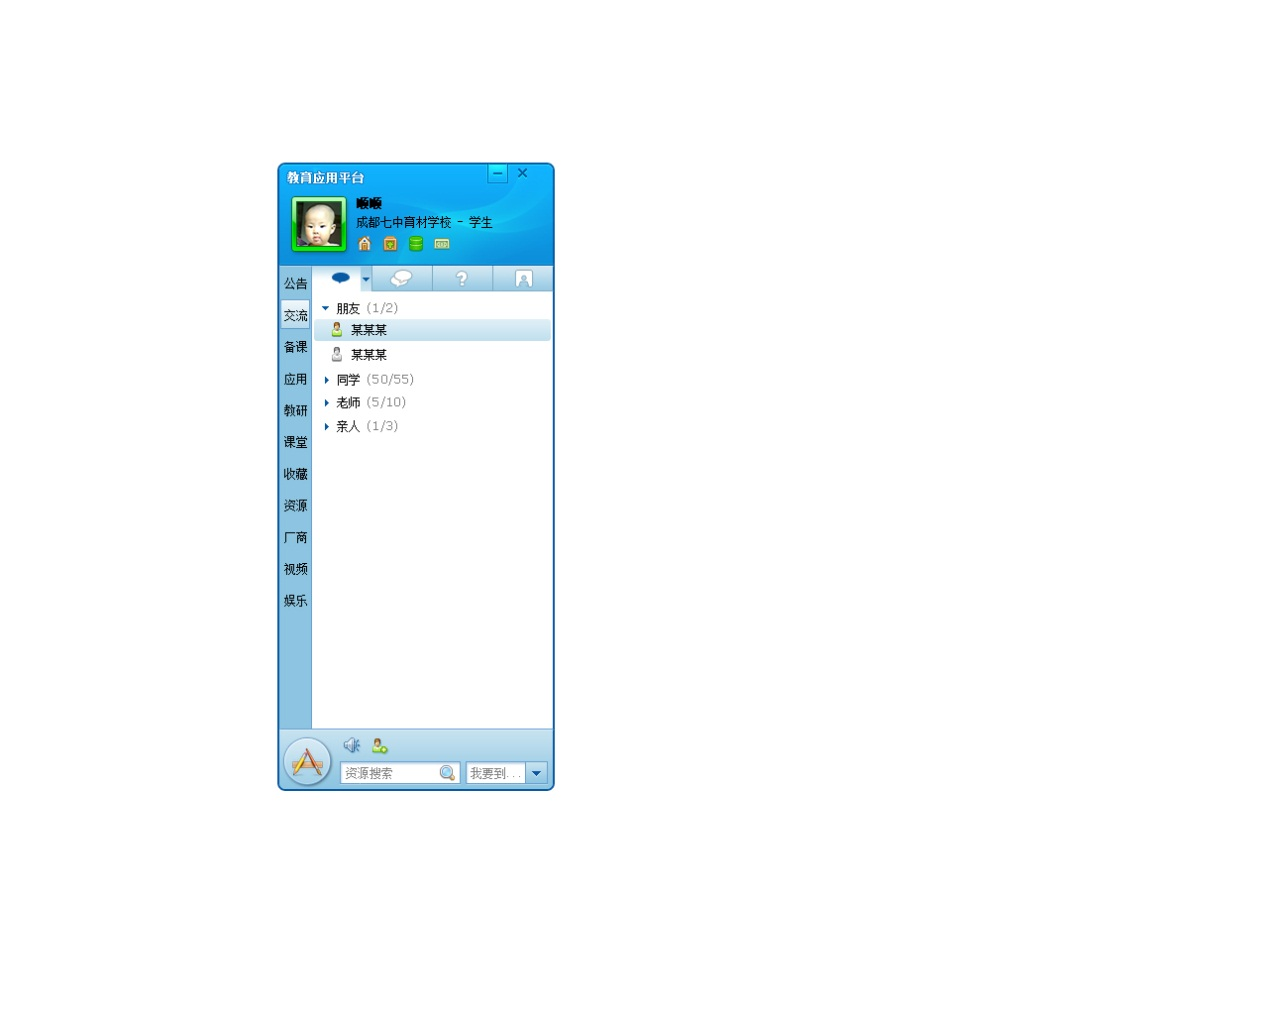 教育应用平台
顺顺
成都七中育材学校 - 学生
公告
交流
备课
应用
教研
课堂
收藏
资源
厂商
视频
娱乐
?
朋友 (1/2)
某某某
某某某
同学 (50/55)
老师 (5/10)
亲人 (1/3)
资源搜索
我要到...